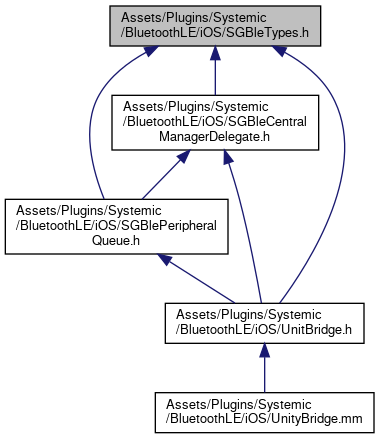 Assets/Plugins/Systemic
/BluetoothLE/iOS/SGBleTypes.h
Assets/Plugins/Systemic
/BluetoothLE/iOS/SGBleCentral
ManagerDelegate.h
Assets/Plugins/Systemic
/BluetoothLE/iOS/SGBlePeripheral
Queue.h
Assets/Plugins/Systemic
/BluetoothLE/iOS/UnitBridge.h
Assets/Plugins/Systemic
/BluetoothLE/iOS/UnityBridge.mm